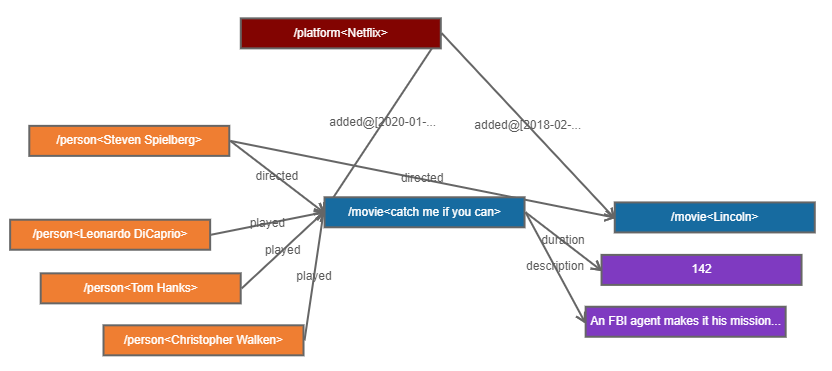 /platform<Netflix>
added@[2020-01-...
added@[2018-02-...
/person<Steven Spielberg>
directed
directed
/movie<catch me if you can>
/movie<Lincoln>
/person<Leonardo DiCaprio>
played
duration
played
description
142
/person<Tom Hanks>
played
An FBI agent makes it his mission...
/person<Christopher Walken>